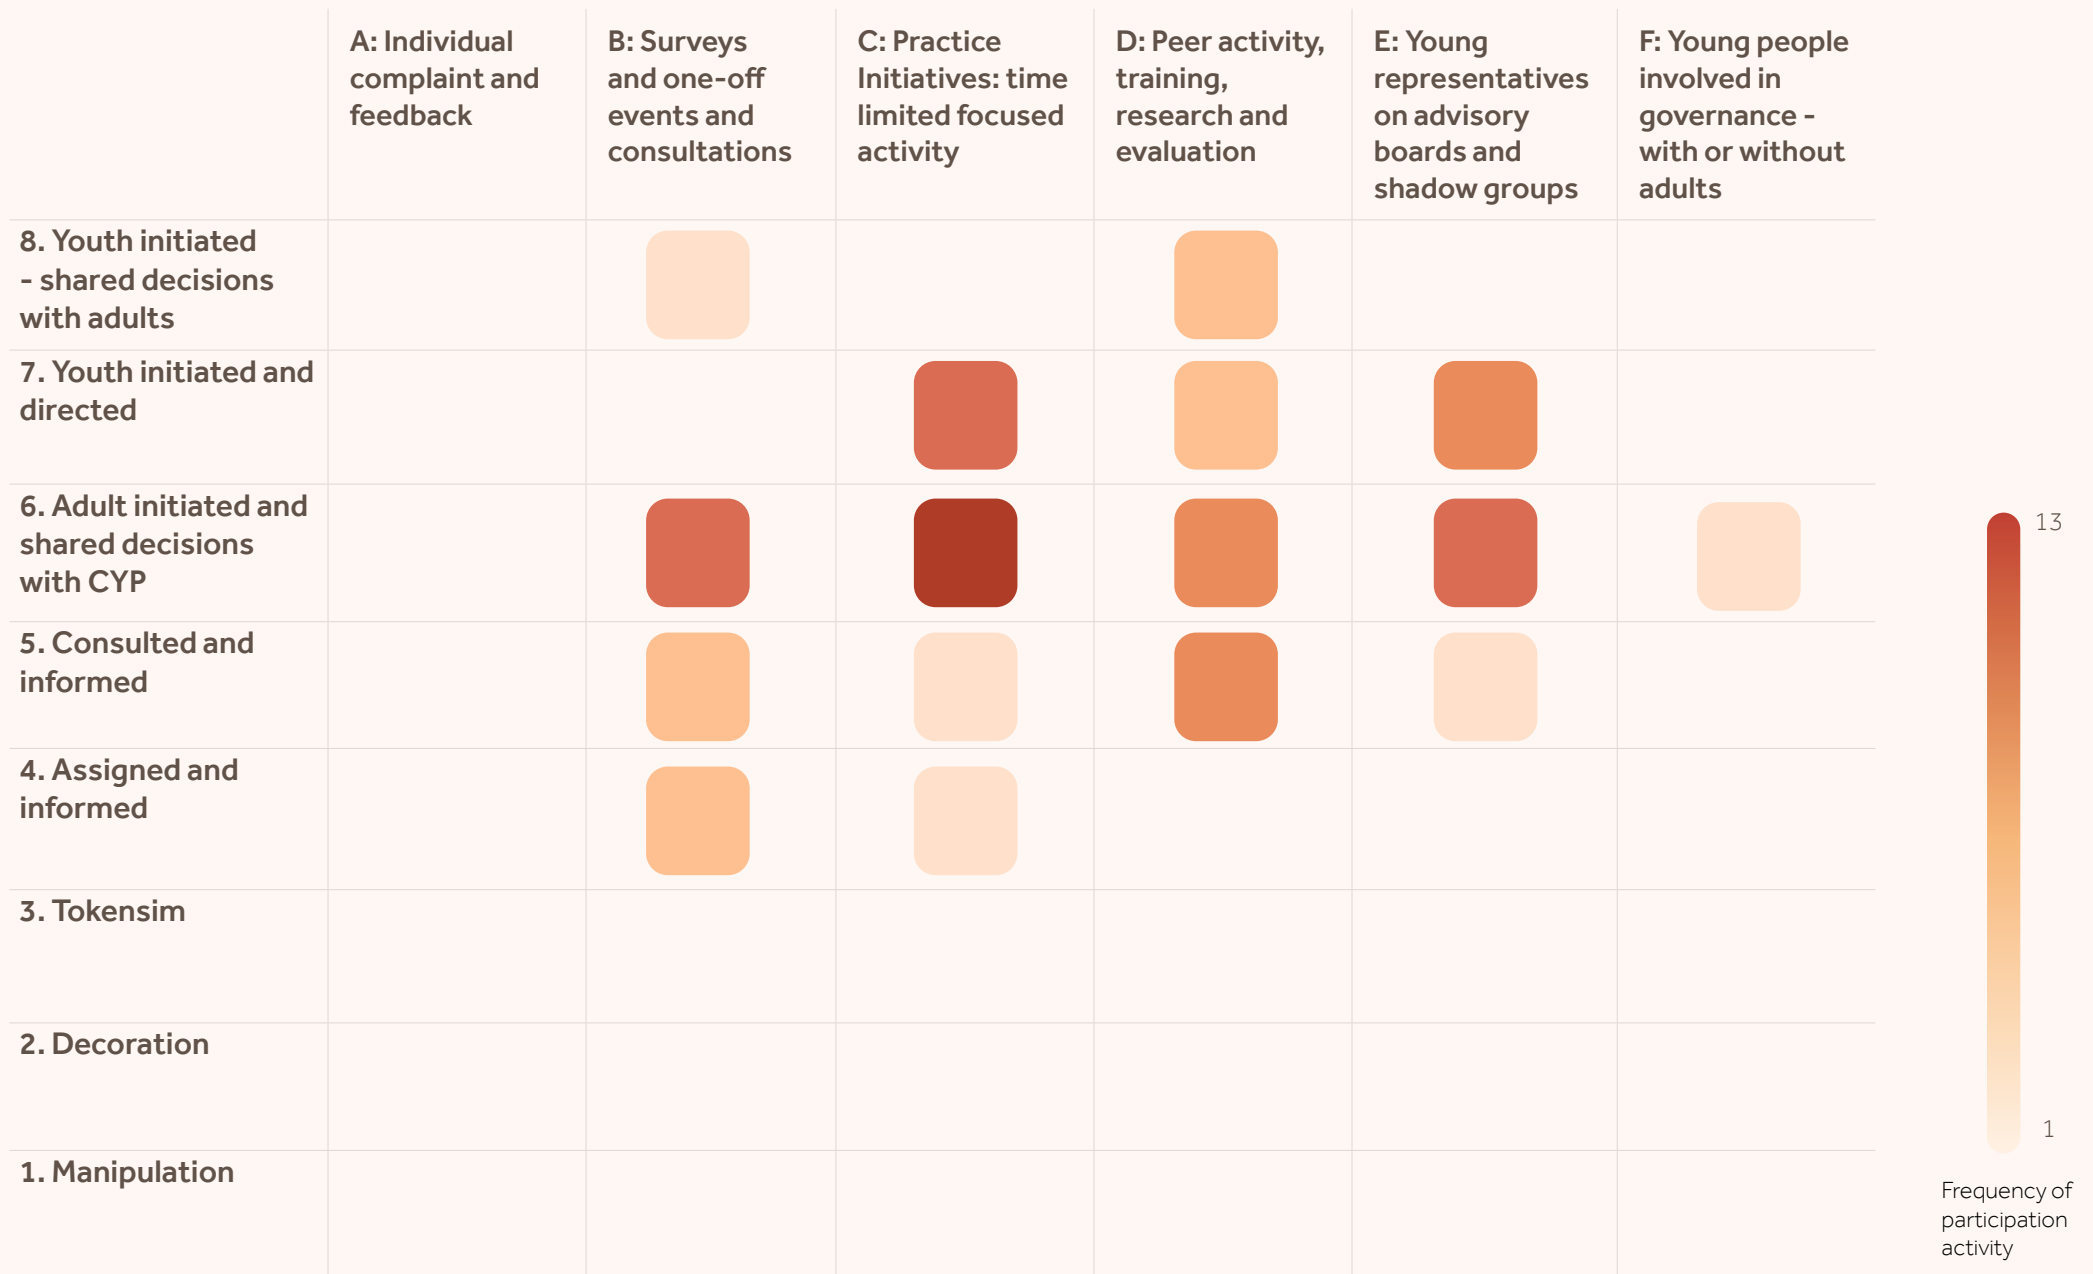 A: Individual
complaint and
feedback
B: Surveys
and one-off
events and
consultations
C: Practice
Initiatives: time
limited focused
activity
D: Peer activity,
training,
research and
evaluation
E: Young
representatives
on advisory
boards and
shadow groups
F: Young people
involved in
governance -
with or without
adults
8. Youth initiated
- shared decisions
with adults
7. Youth initiated and
directed
6. Adult initiated and
shared decisions
with CYP
5. Consulted and
informed
4. Assigned and
informed
3. Tokensim
2. Decoration
1. Manipulation
13
1
Frequency of
participation
activity